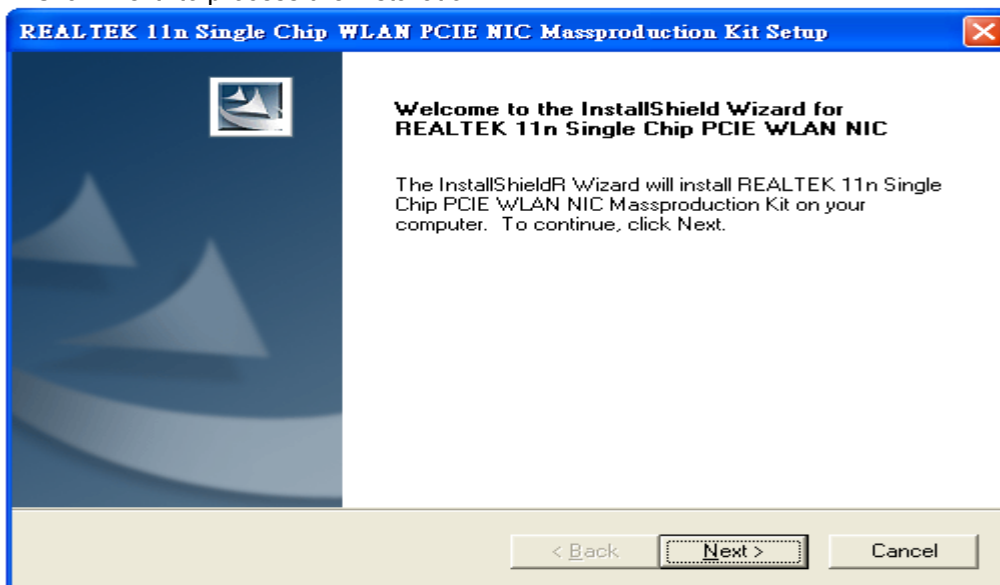 REALTEK 11n Single Chip WLAN PCIE NIC Massproduction Kit Setup
Welcome to the InstallShield Wizard for
REALTEK 11n Single Chip PCIE WLAN NIC
The InstallShieldR Wizard will install REALTEK 11n Single
Chip PCIE WLAN NIC Massproduction Kit on your
computer. To continue, click Next.
< Back
Next >
Cancel